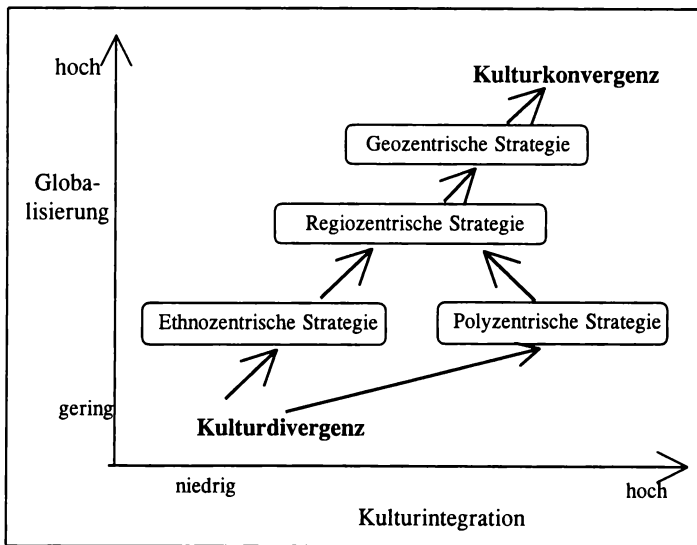 hoch
Kulturkonvergenz
Geozentrische Strategie
Globa-
lisierung
Regiozentrische Strategie
Ethnozentrische Strategie
Polyzentrische Strategie
gering
Kulturdivergenz
niedrig
hoch
Kulturintegration